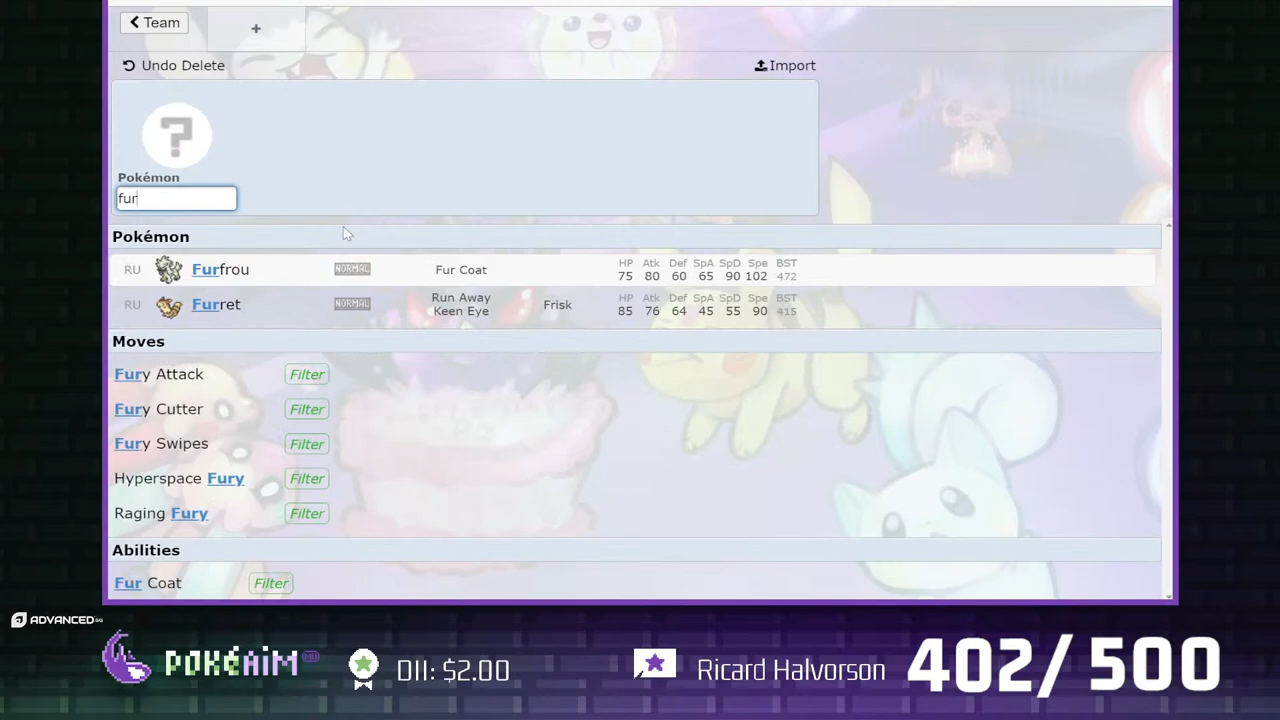 Team
+
Undo Delete
Import
?
Pokémon
fur
Pokémon
RU Furfrou NORMAL Fur Coat HP 75 Atk 80 Def 60 SpA 65 SpD 90 Spe 102 BST 472
RU Furret NORMAL Run Away Keen Eye Frisk HP 85 Atk 76 Def 64 SpA 45 SpD 55 Spe 90 BST 415
Moves
Fury Attack Filter
Fury Cutter Filter
Fury Swipes Filter
Hyperspace Fury Filter
Raging Fury Filter
Abilities
Fur Coat Filter
ADVANCED GG
POKÉAIM MD DII: $2.00 Ricard Halvorson 402/500